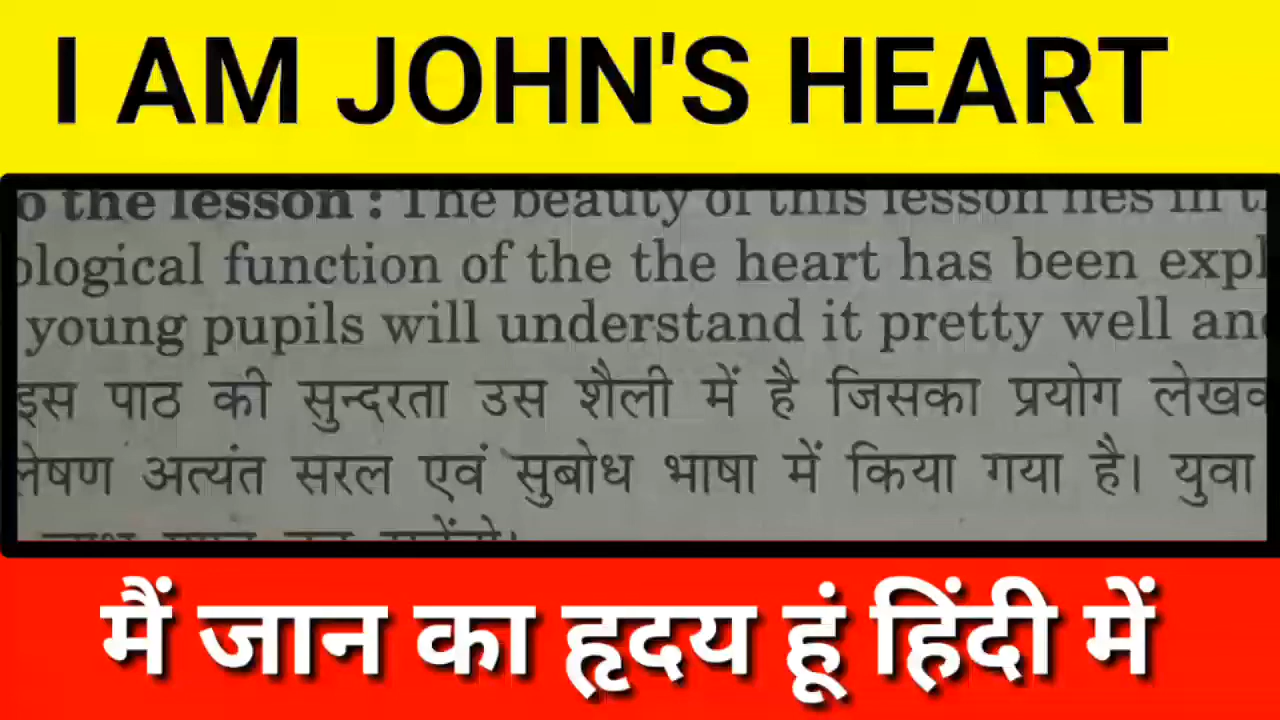 I AM JOHN'S HEART
o the lesson : The beauty of this lesson lies in t
ological function of the the heart has been expl
young pupils will understand it pretty well an
इस पाठ की सुन्दरता उस शैली में है जिसका प्रयोग लेखक
लेषण अत्यंत सरल एवं सुबोध भाषा में किया गया है। युवा
मैं जान का हृदय हूं हिंदी में